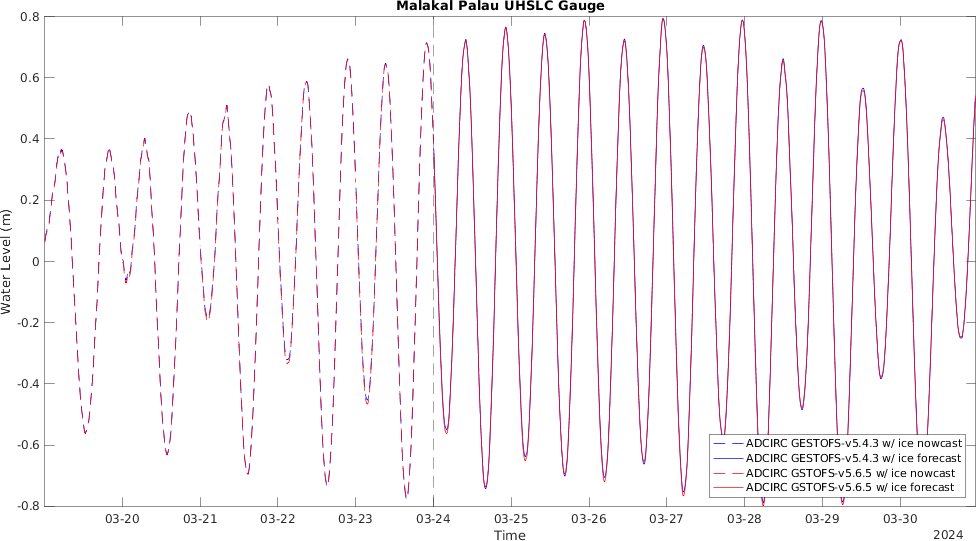 Malakal Palau UHSLC Gauge
0.8
0.6
0.4
0.2
0
-0.2
-0.4
-0.6
-0.8
Water Level (m)
03-20 03-21 03-22 03-23 03-24 03-25 03-26 03-27 03-28 03-29 03-30
Time
2024
ADCIRC GESTOFS-v5.4.3 w/ ice nowcast
ADCIRC GESTOFS-v5.4.3 w/ ice forecast
ADCIRC GSTOFS-v5.6.5 w/ ice nowcast
ADCIRC GSTOFS-v5.6.5 w/ ice forecast